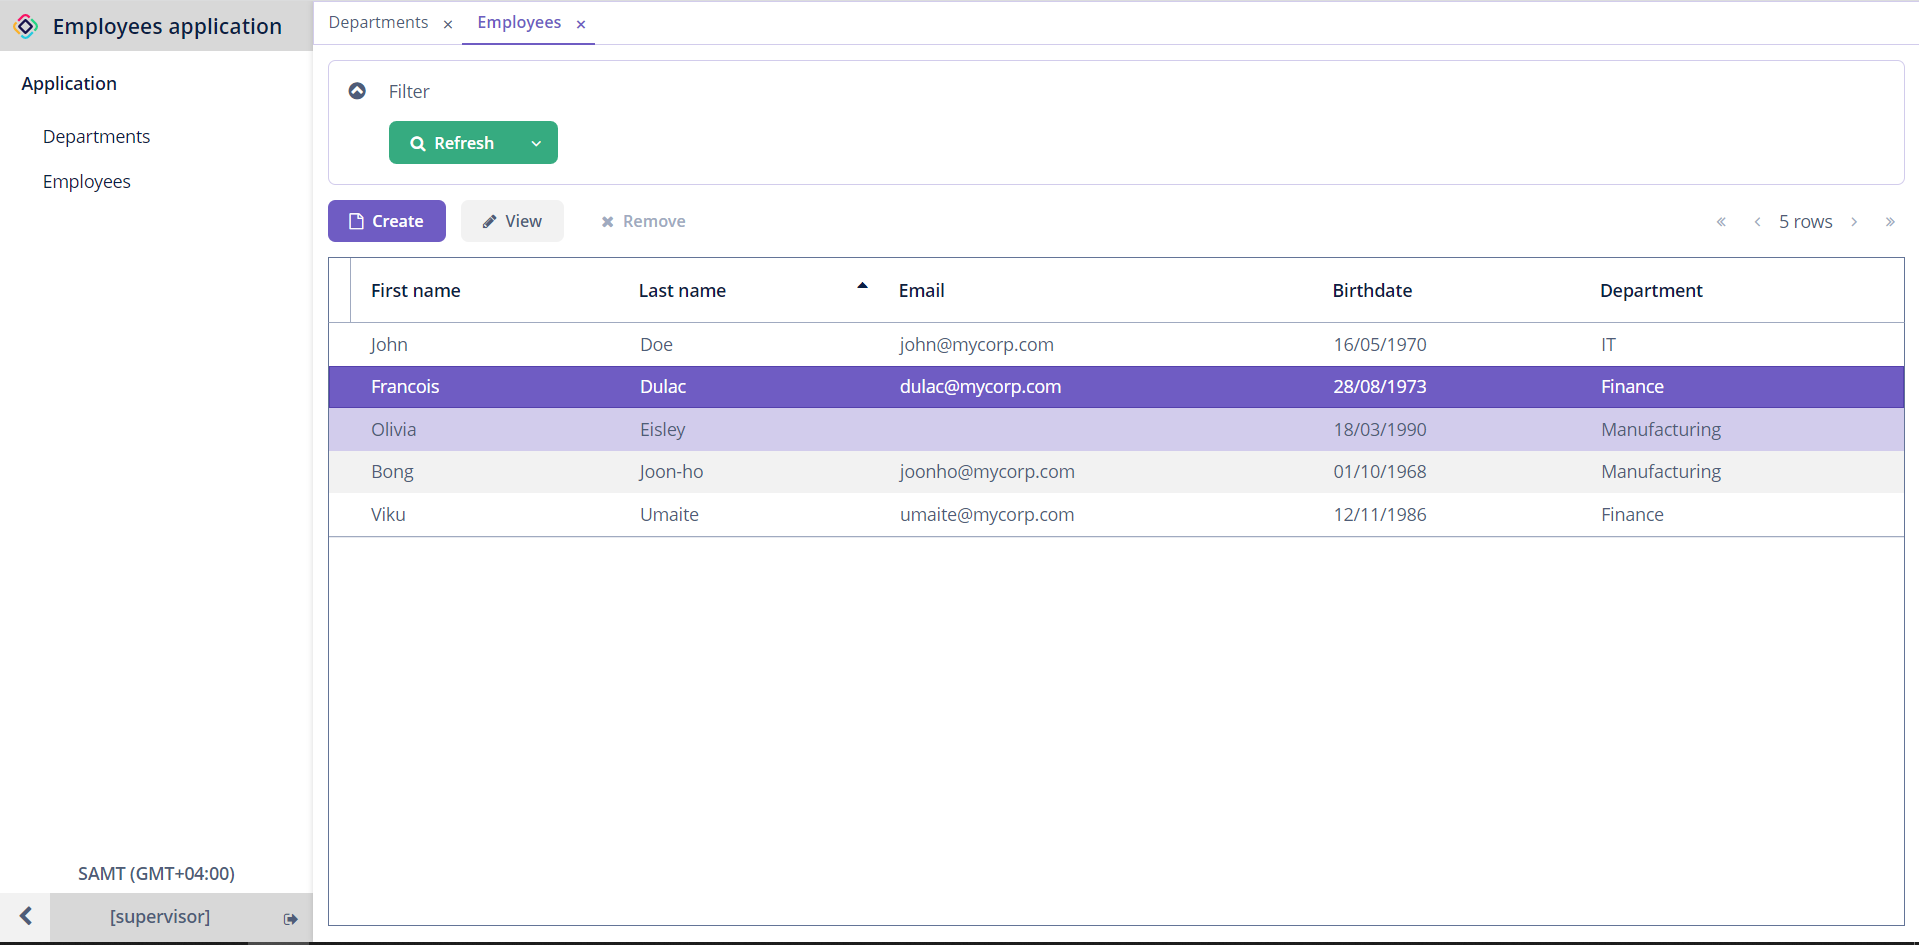 Employees application
Departments
Employees
Application
Departments
Employees
Filter
Refresh
Create View Remove
5 rows
First name Last name Email Birthdate Department
John Doe john@mycorp.com 16/05/1970 IT
Francois Dulac dulac@mycorp.com 28/08/1973 Finance
Olivia Eisley 18/03/1990 Manufacturing
Bong Joon-ho joonho@mycorp.com 01/10/1968 Manufacturing
Viku Umaite umaite@mycorp.com 12/11/1986 Finance
SAMT (GMT+04:00)
[supervisor]